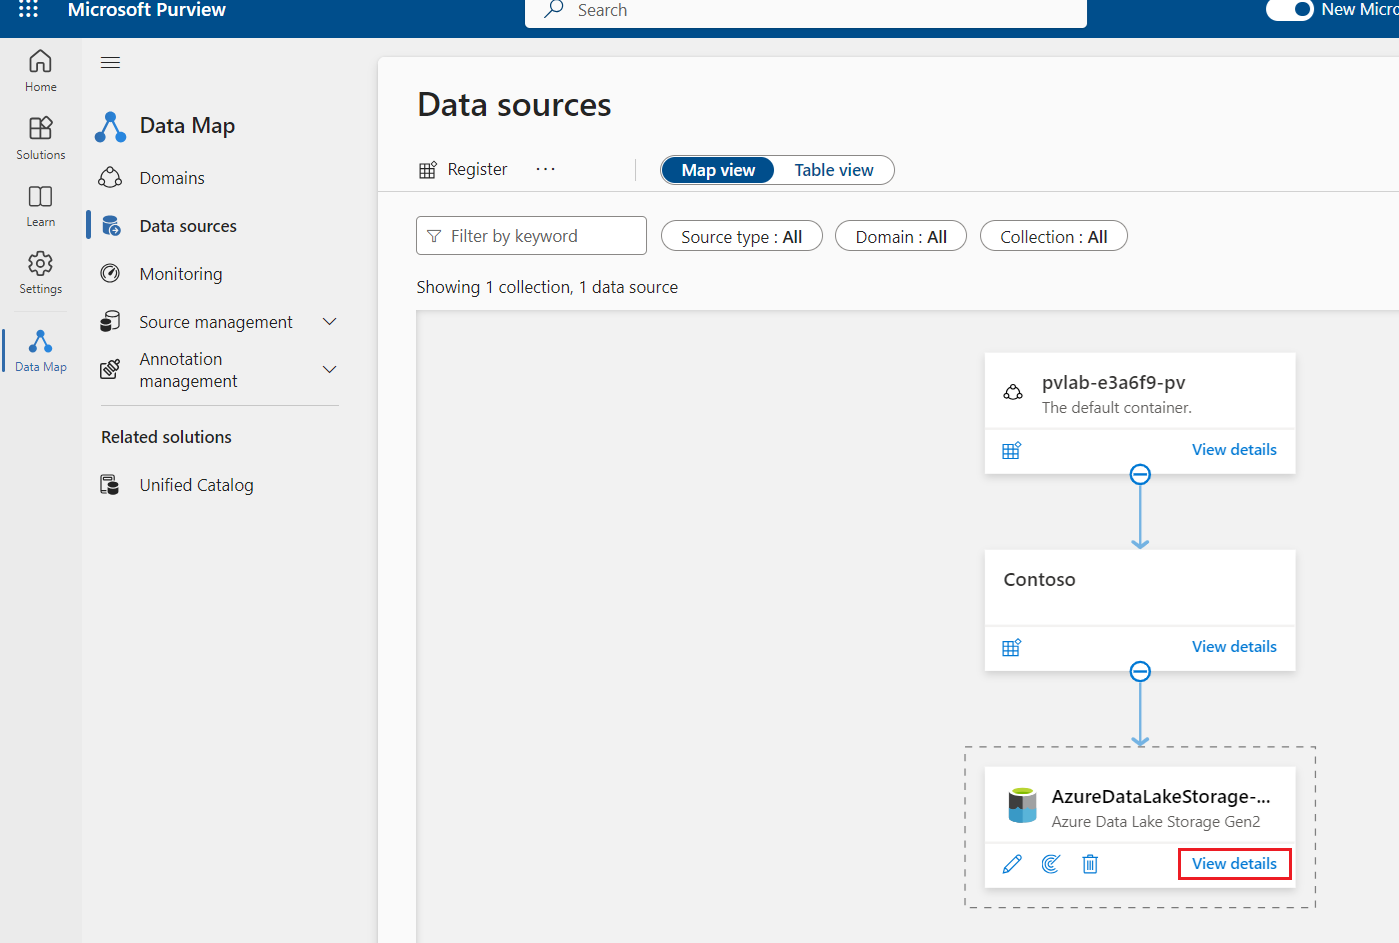 Microsoft Purview
Search
New Micro
Home
Solutions
Learn
Settings
Data Map
Data Map
Domains
Data sources
Monitoring
Source management
Annotation
management
Related solutions
Unified Catalog
Data sources
Register ...
Map view
Table view
Filter by keyword
Source type : All
Domain : All
Collection : All
Showing 1 collection, 1 data source
pvlab-e3a6f9-pv
The default container.
View details
Contoso
View details
AzureDataLakeStorage-...
Azure Data Lake Storage Gen2
View details